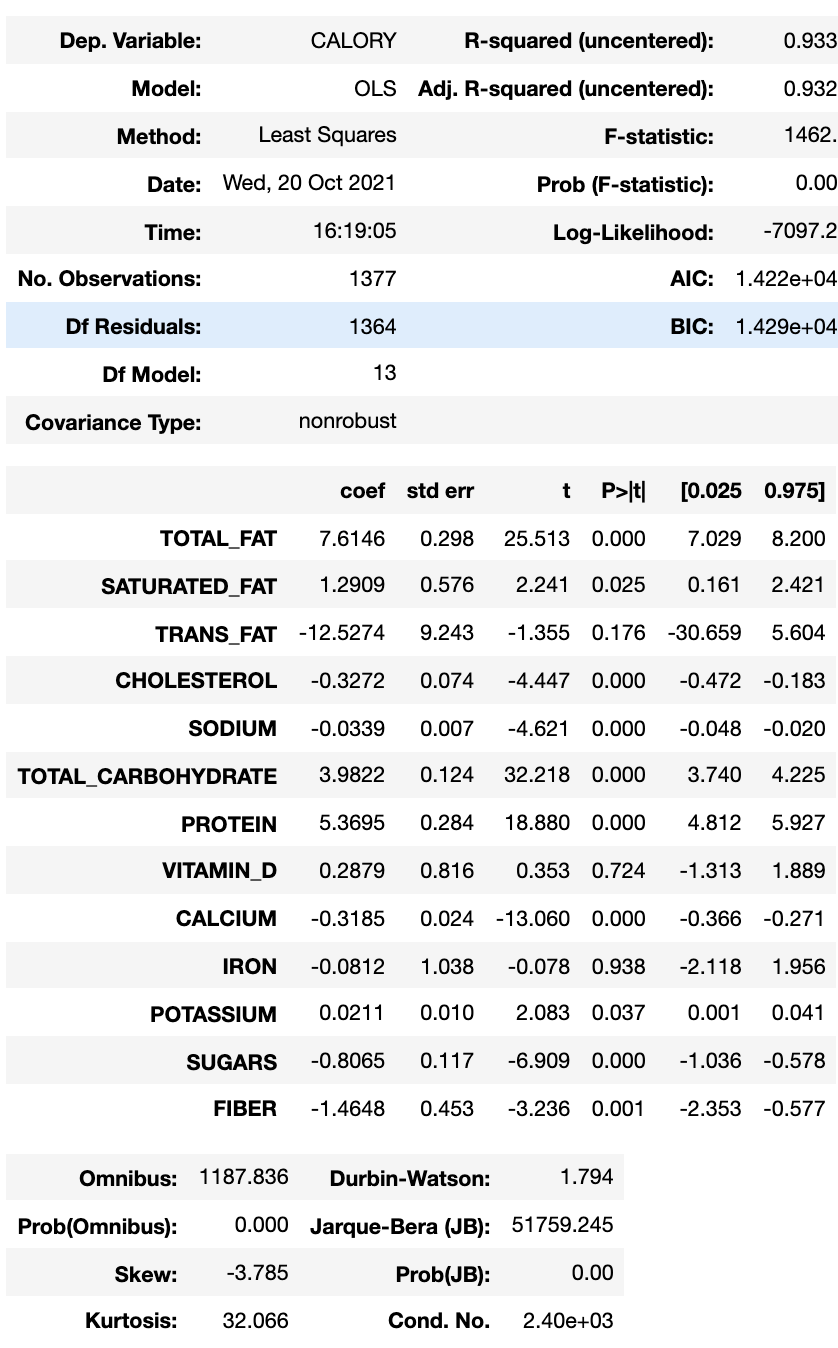 Dep. Variable: CALORY R-squared (uncentered): 0.933
Model: OLS Adj. R-squared (uncentered): 0.932
Method: Least Squares F-statistic: 1462.
Date: Wed, 20 Oct 2021 Prob (F-statistic): 0.00
Time: 16:19:05 Log-Likelihood: -7097.2
No. Observations: 1377 AIC: 1.422e+04
Df Residuals: 1364 BIC: 1.429e+04
Df Model: 13
Covariance Type: nonrobust
coef std err t P>|t| [0.025 0.975]
TOTAL_FAT 7.6146 0.298 25.513 0.000 7.029 8.200
SATURATED_FAT 1.2909 0.576 2.241 0.025 0.161 2.421
TRANS_FAT -12.5274 9.243 -1.355 0.176 -30.659 5.604
CHOLESTEROL -0.3272 0.074 -4.447 0.000 -0.472 -0.183
SODIUM -0.0339 0.007 -4.621 0.000 -0.048 -0.020
TOTAL_CARBOHYDRATE 3.9822 0.124 32.218 0.000 3.740 4.225
PROTEIN 5.3695 0.284 18.880 0.000 4.812 5.927
VITAMIN_D 0.2879 0.816 0.353 0.724 -1.313 1.889
CALCIUM -0.3185 0.024 -13.060 0.000 -0.366 -0.271
IRON -0.0812 1.038 -0.078 0.938 -2.118 1.956
POTASSIUM 0.0211 0.010 2.083 0.037 0.001 0.041
SUGARS -0.8065 0.117 -6.909 0.000 -1.036 -0.578
FIBER -1.4648 0.453 -3.236 0.001 -2.353 -0.577
Omnibus: 1187.836 Durbin-Watson: 1.794
Prob(Omnibus): 0.000 Jarque-Bera (JB): 51759.245
Skew: -3.785 Prob(JB): 0.00
Kurtosis: 32.066 Cond. No. 2.40e+03